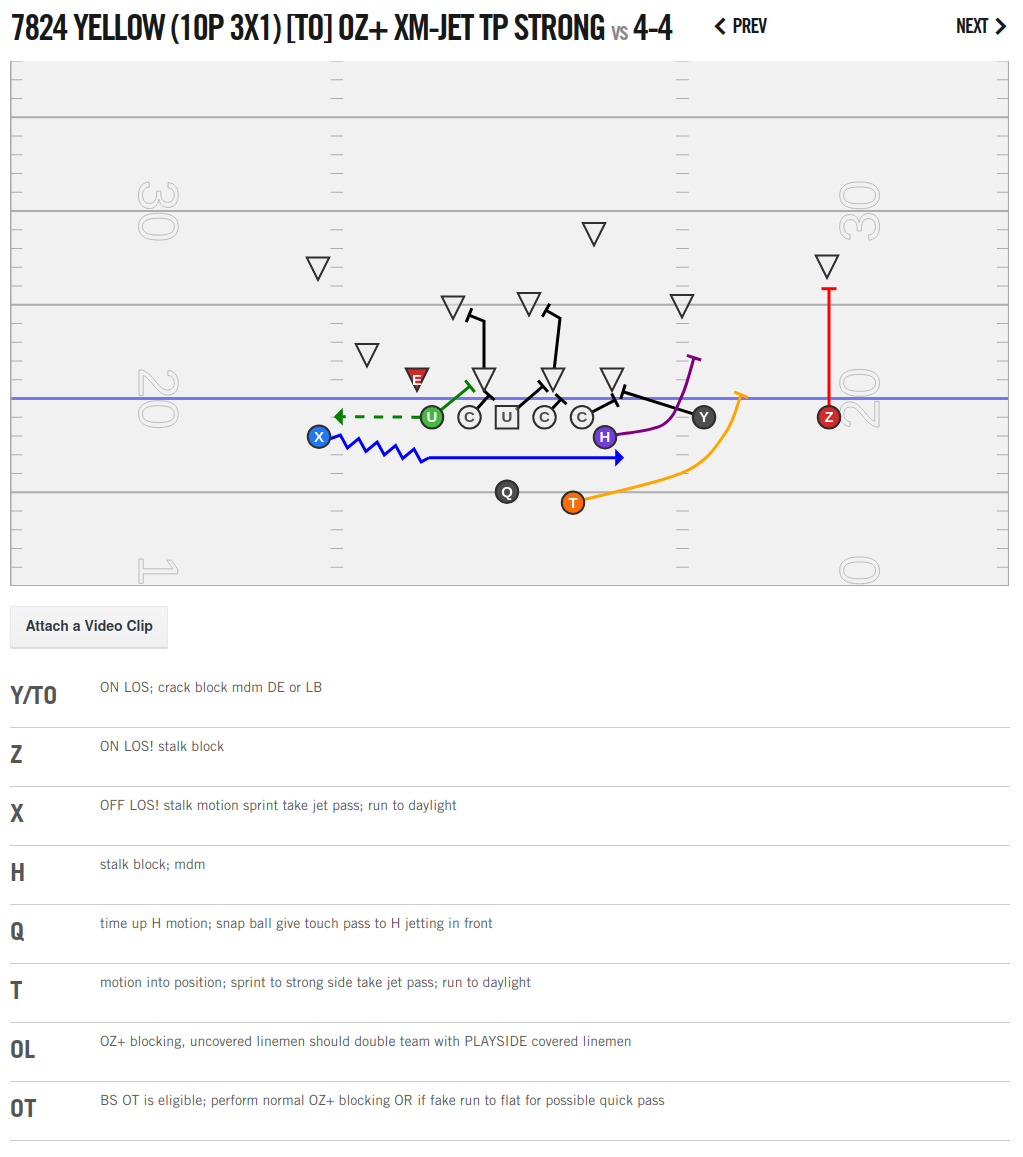 7824 YELLOW (10P 3X1) [TO] OZ+ XM-JET TP STRONG vs 4-4
PREV
NEXT
30
30
20
20
1
0
E
U
C
U
C
C
Y
Z
X
H
Q
T
Attach a Video Clip
Y/TO ON LOS; crack block mdm DE or LB
Z ON LOS! stalk block
X OFF LOS! stalk motion sprint take jet pass; run to daylight
H stalk block; mdm
Q time up H motion; snap ball give touch pass to H jetting in front
T motion into position; sprint to strong side take jet pass; run to daylight
OL OZ+ blocking, uncovered linemen should double team with PLAYSIDE covered linemen
OT BS OT is eligible; perform normal OZ+ blocking OR if fake run to flat for possible quick pass